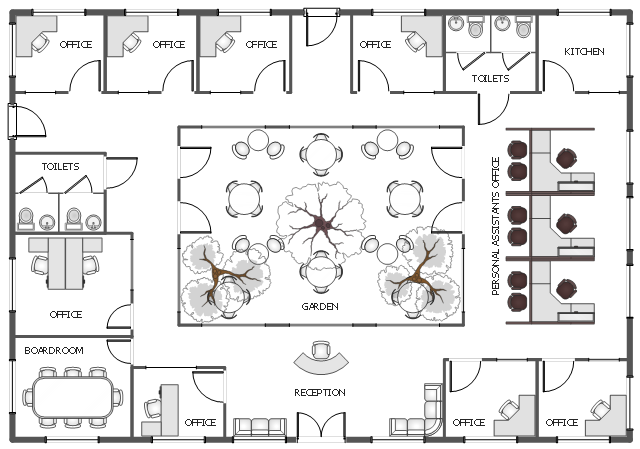 OFFICE
OFFICE
OFFICE
OFFICE
KITCHEN
TOILETS
TOILETS
PERSONAL ASSISTANTS OFFICE
OFFICE
GARDEN
BOARDROOM
RECEPTION
OFFICE
OFFICE
OFFICE